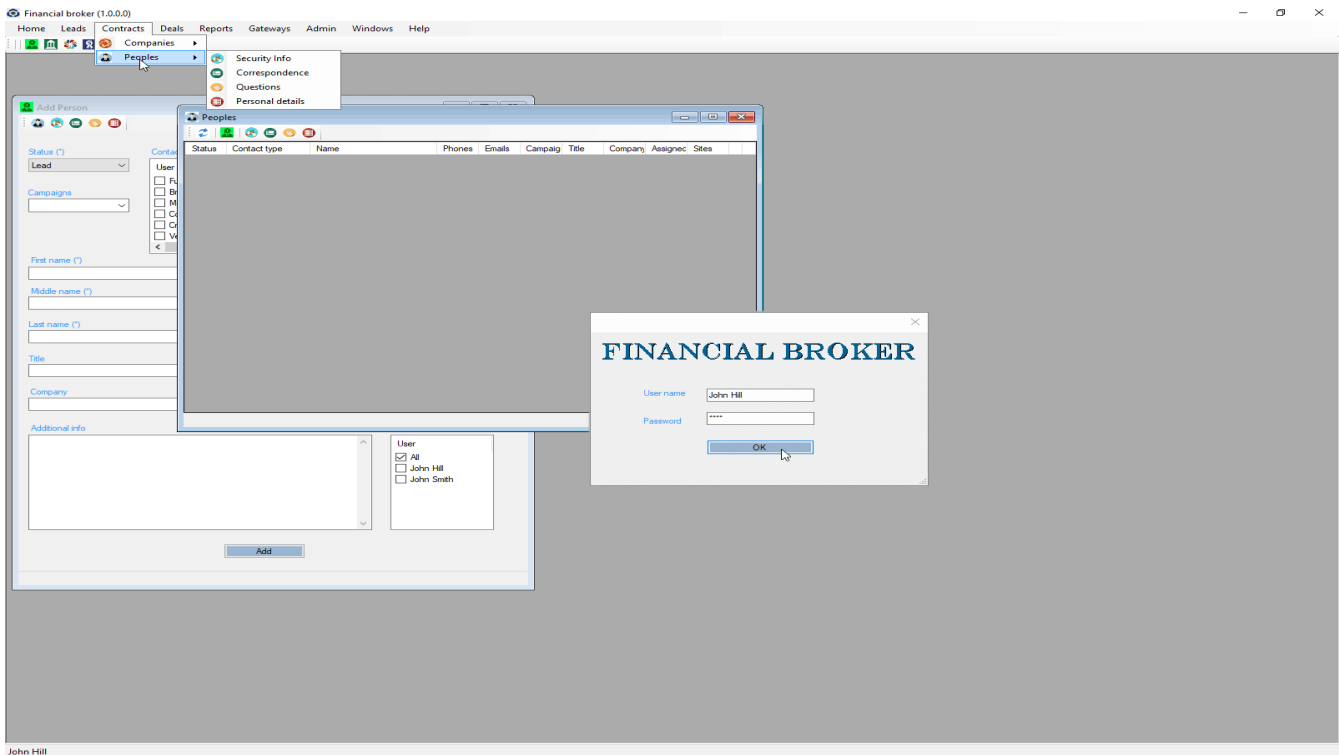 Financial broker (1.0.0.0)
Home Leads Contracts Deals Reports Gateways Admin Windows Help
Companies
Peoples
Security Info
Correspondence
Questions
Personal details
Add Person
Status (*)
Lead
Campaigns
User
First name (*)
Middle name (*)
Last name (*)
Title
Company
Additional info
User
All
John Hill
John Smith
Add
Peoples
Status Contact type Name Phones Emails Campaig Title Company Assignec Sites
FINANCIAL BROKER
User name John Hill
Password ****
OK
John Hill